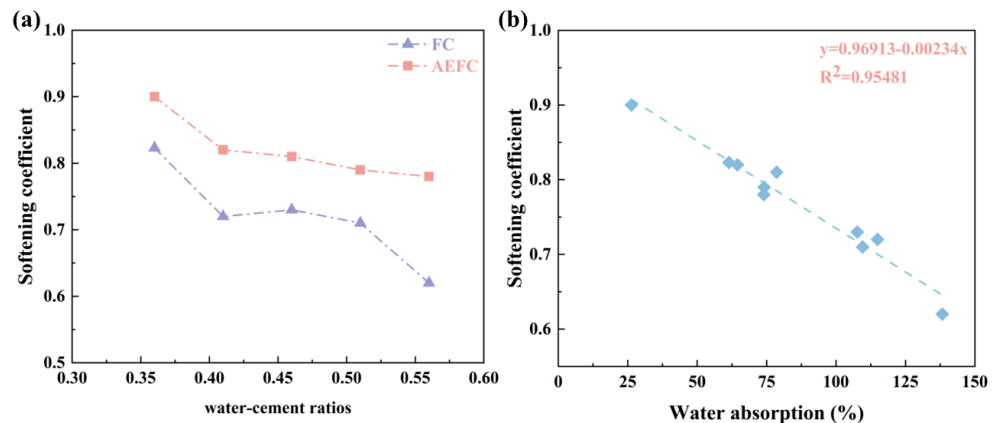 (a)
1.0
0.9
0.8
0.7
0.6
0.5
Softening coefficient
FC
AEFC
0.30
0.35
0.40
0.45
0.50
0.55
0.60
water-cement ratios
(b)
1.0
0.9
0.8
0.7
0.6
Softening coefficient
y=0.96913-0.00234x
R²=0.95481
0
25
50
75
100
125
150
Water absorption (%)